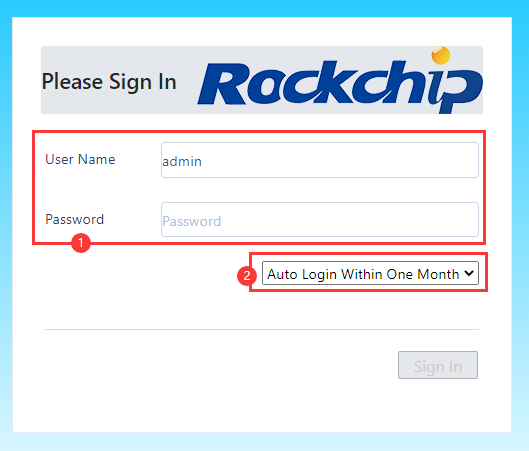 Please Sign In Rockchip
User Name admin
Password Password
1
2 Auto Login Within One Month
Sign In